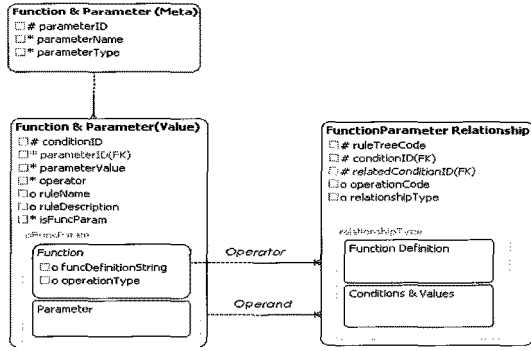 Function & Parameter (Meta)
# parameterID
* parameterName
* parameterType
Function & Parameter(Value)
# conditionID
* parameterID(FK)
* parameterValue
* operator
o ruleName
o ruleDescription
* isFuncParam
isFuncParam
Function
o funcDefinitionString
o operationType
Parameter
Operator
Operand
FunctionParameter Relationship
# ruleTreeCode
# conditionID(FK)
# relatedConditionID(FK)
o operationCode
o relationshipType
relationshipType
Function Definition
Conditions & Values